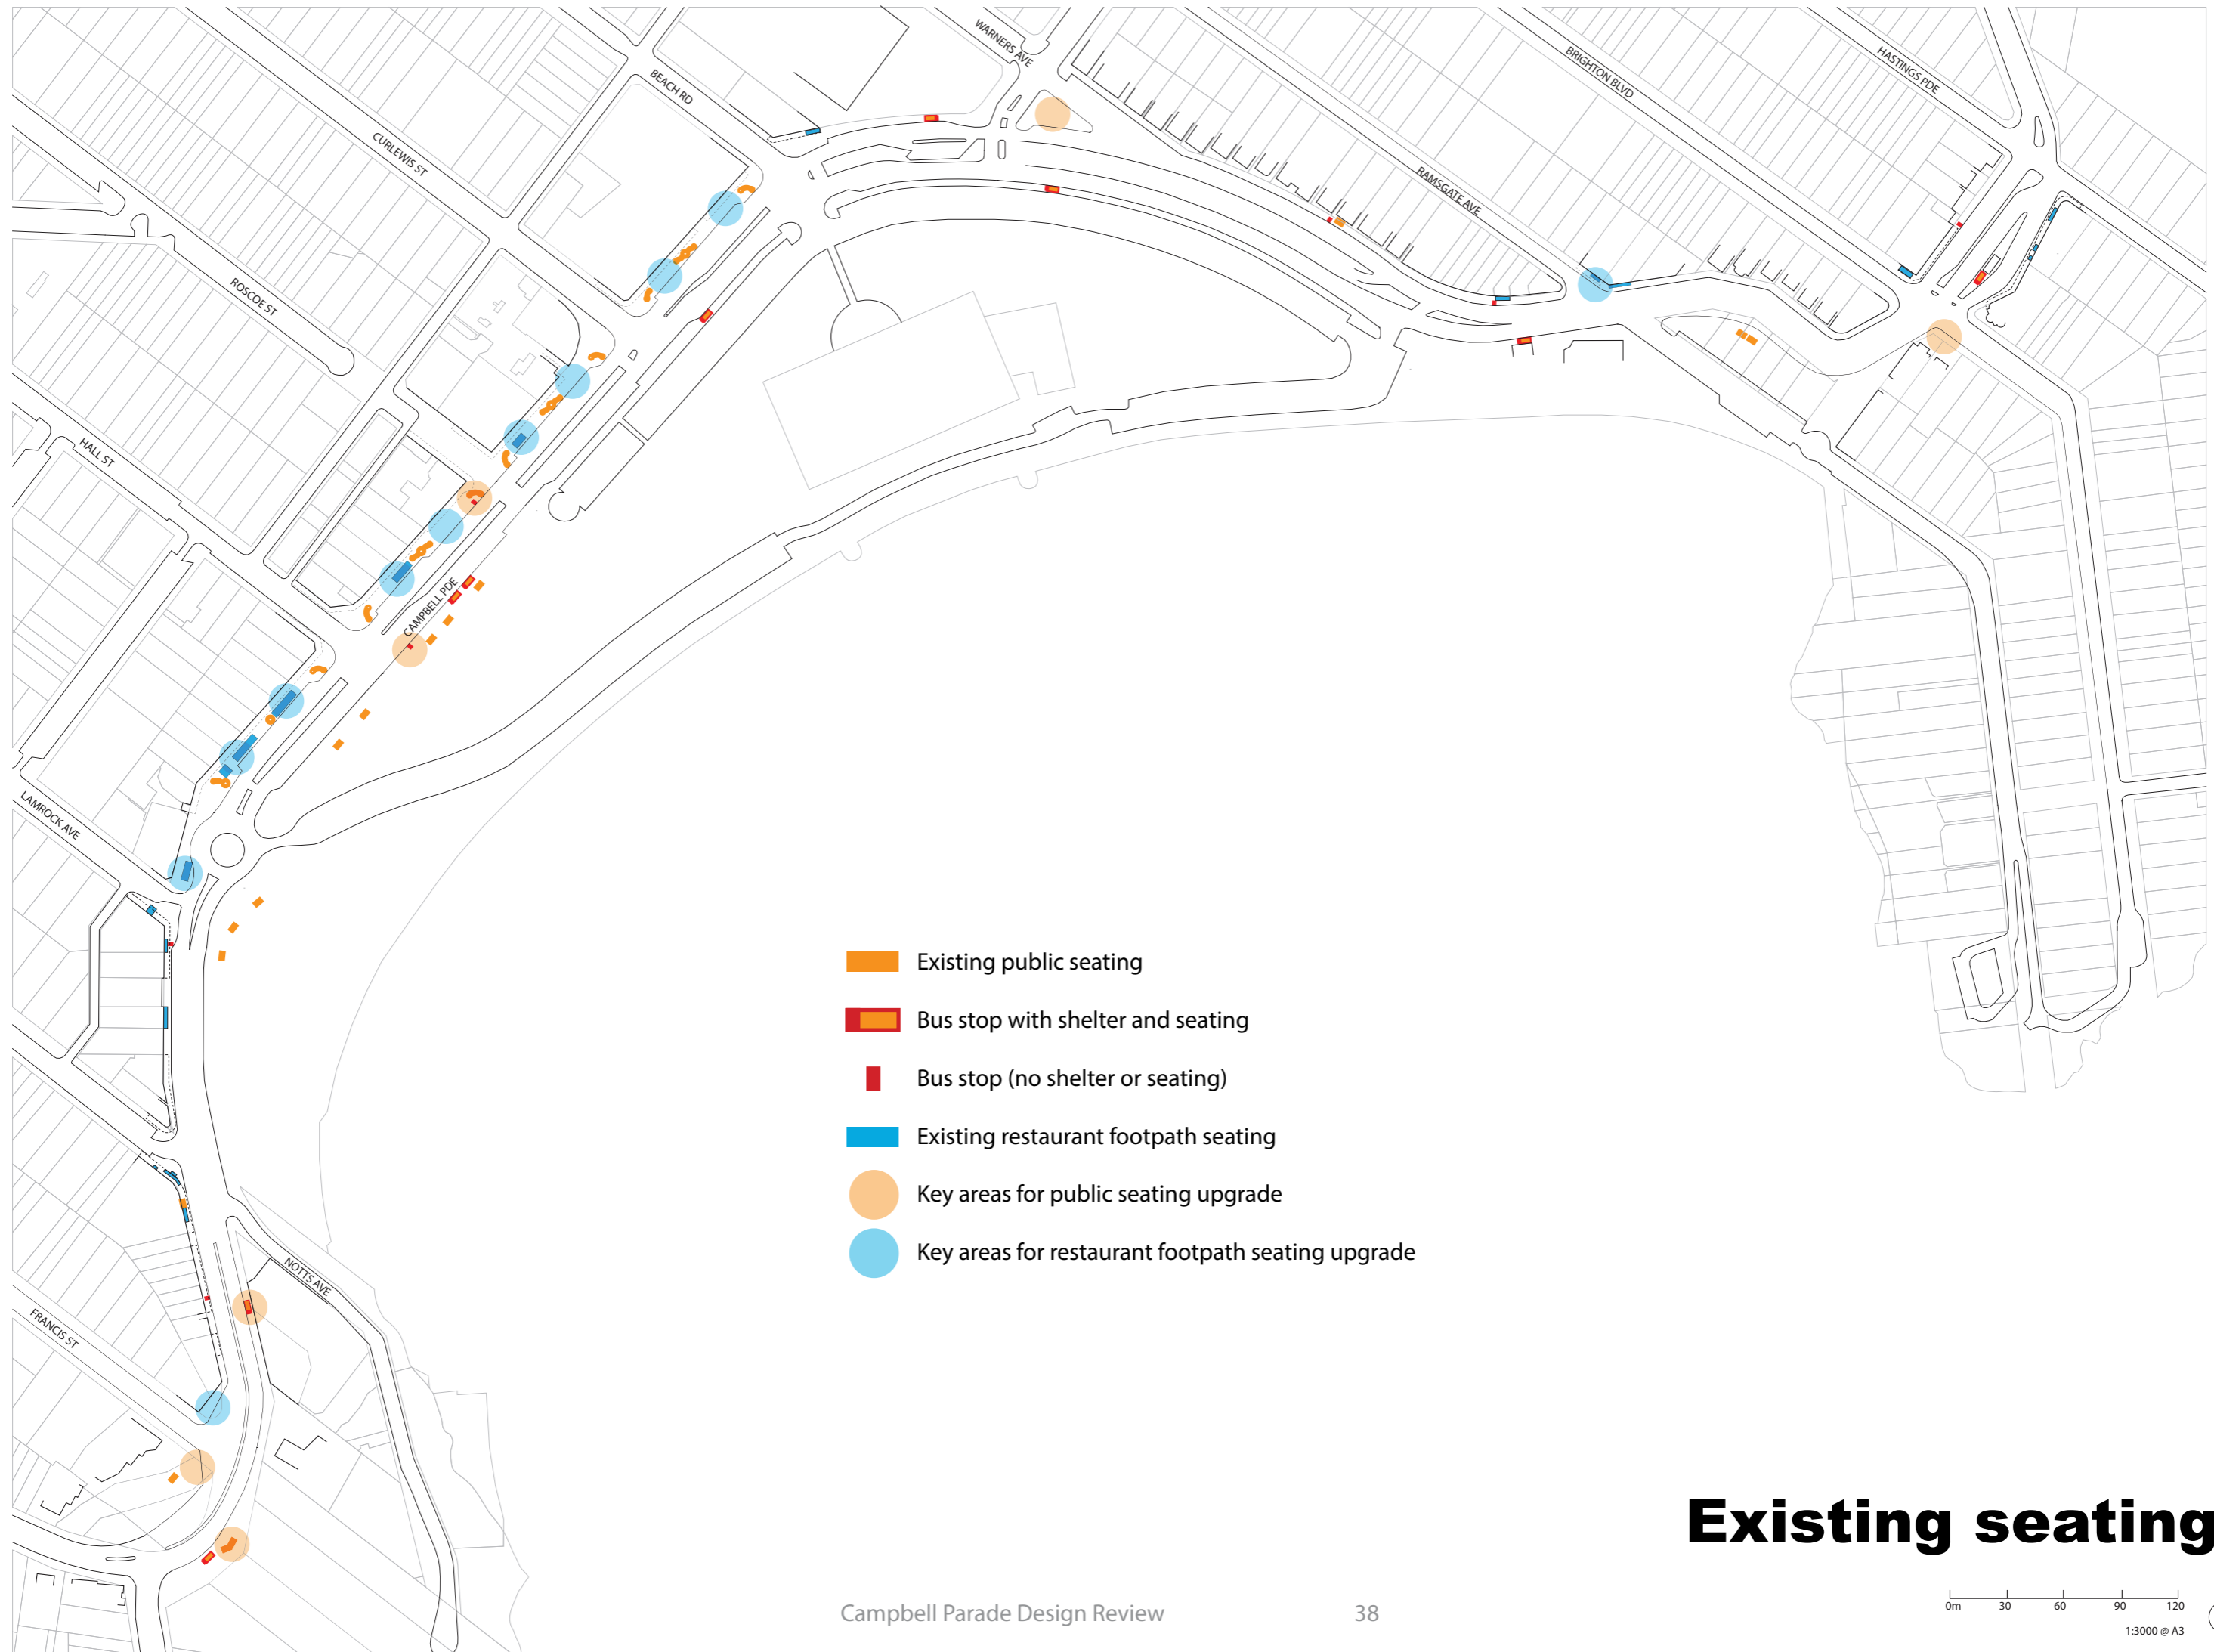 WARNERS AVE
BEACH RD
BRIGHTON BLVD
HASTINGS PDE
CURLEWIS ST
RAMSGATE AVE
ROSCOE ST
HALL ST
CAMPBELL PDE
LAMROCK AVE
NOTTS AVE
FRANCIS ST
Existing public seating
Bus stop with shelter and seating
Bus stop (no shelter or seating)
Existing restaurant footpath seating
Key areas for public seating upgrade
Key areas for restaurant footpath seating upgrade
Existing seating
0m 30 60 90 120
1:3000 @ A3
Campbell Parade Design Review 38